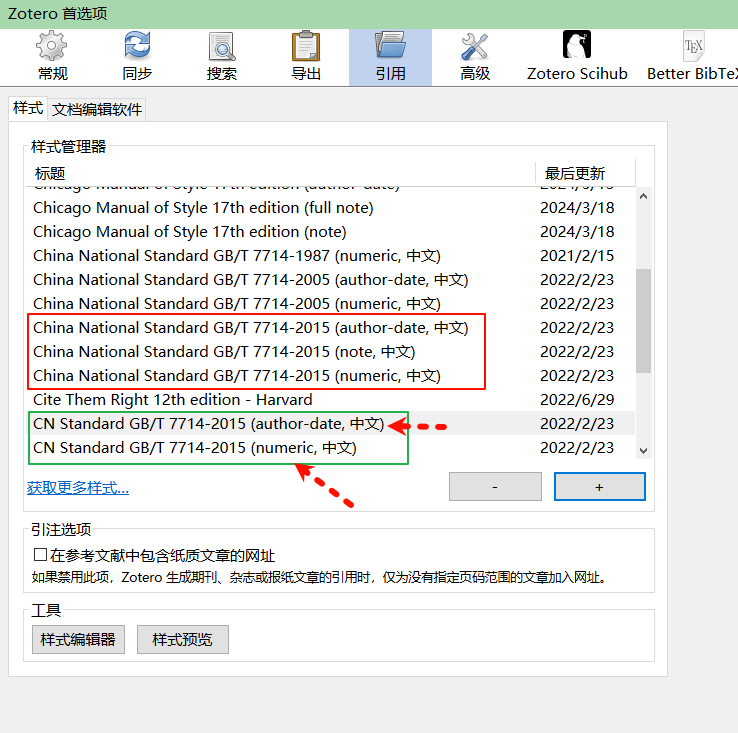 Zotero 首选项
常规 同步 搜索 导出 引用 高级 Zotero Scihub Better BibTeX
TEX
样式 文档编辑软件
样式管理器
标题 最后更新
Chicago Manual of Style 17th edition (author-date) 2024/3/15
Chicago Manual of Style 17th edition (full note) 2024/3/18
Chicago Manual of Style 17th edition (note) 2024/3/18
China National Standard GB/T 7714-1987 (numeric, 中文) 2021/2/15
China National Standard GB/T 7714-2005 (author-date, 中文) 2022/2/23
China National Standard GB/T 7714-2005 (numeric, 中文) 2022/2/23
China National Standard GB/T 7714-2015 (author-date, 中文) 2022/2/23
China National Standard GB/T 7714-2015 (note, 中文) 2022/2/23
China National Standard GB/T 7714-2015 (numeric, 中文) 2022/2/23
Cite Them Right 12th edition - Harvard 2022/6/29
CN Standard GB/T 7714-2015 (author-date, 中文) 2022/2/23
CN Standard GB/T 7714-2015 (numeric, 中文) 2022/2/23
获取更多样式... - +
引注选项
在参考文献中包含纸质文章的网址
如果禁用此项，Zotero 生成期刊、杂志或报纸文章的引用时，仅为没有指定页码范围的文章加入网址。
工具
样式编辑器 样式预览